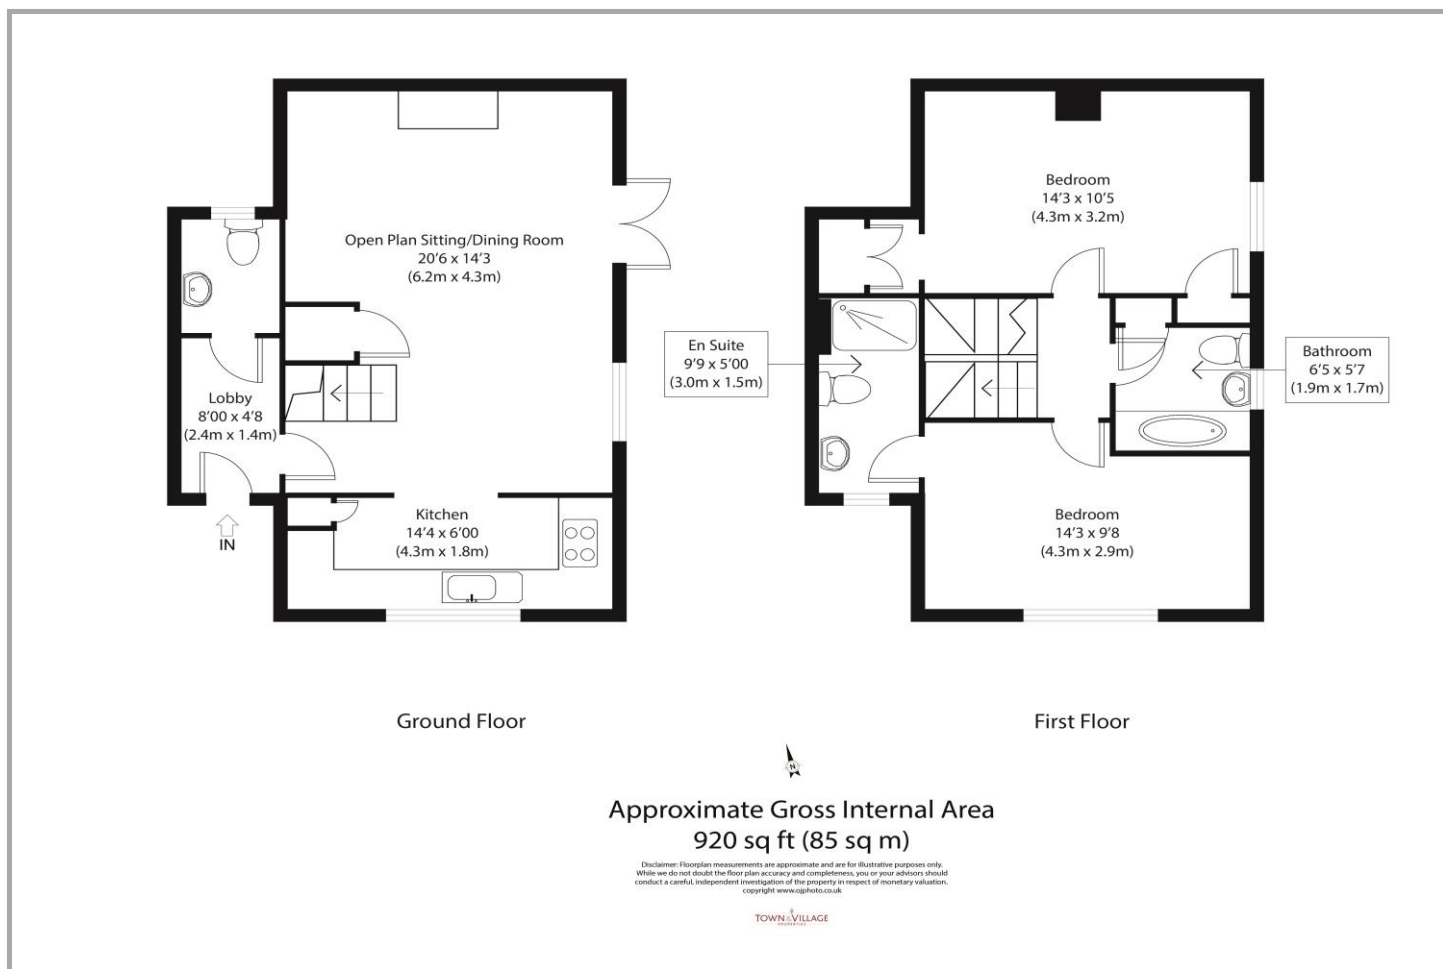 Open Plan Sitting/Dining Room
20'6 x 14'3
(6.2m x 4.3m)
Lobby
8'00 x 4'8
(2.4m x 1.4m)
IN
Kitchen
14'4 x 6'00
(4.3m x 1.8m)
Ground Floor
Bedroom
14'3 x 10'5
(4.3m x 3.2m)
En Suite
9'9 x 5'00
(3.0m x 1.5m)
Bathroom
6'5 x 5'7
(1.9m x 1.7m)
Bedroom
14'3 x 9'8
(4.3m x 2.9m)
First Floor
N
Approximate Gross Internal Area
920 sq ft (85 sq m)
Disclaimer: Floorplan measurements are approximate and are for illustrative purposes only.
While we do not doubt the floor plan accuracy and completeness, you or your advisors should
conduct a careful, independent investigation of the property in respect of monetary valuation.
copyright www.ojphoto.co.uk
TOWN & VILLAGE
PROPERTIES